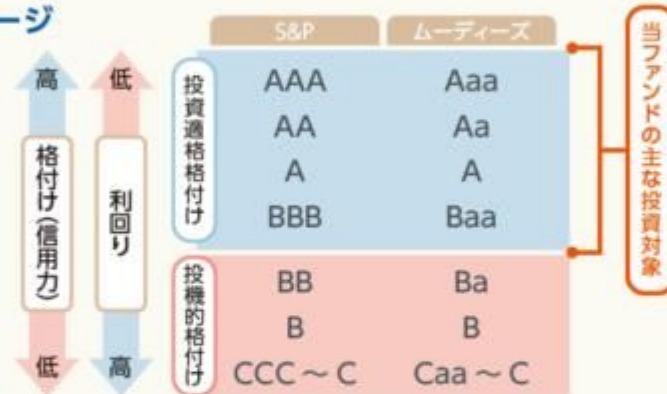 ージ
S&P ムーディーズ
高 低
格付け(信用力) 利回り
低 高
投資適格格付け
AAA Aaa
AA Aa
A A
BBB Baa
投機的格付け
BB Ba
B B
CCC ~ C Caa ~ C
当ファンドの主な投資対象